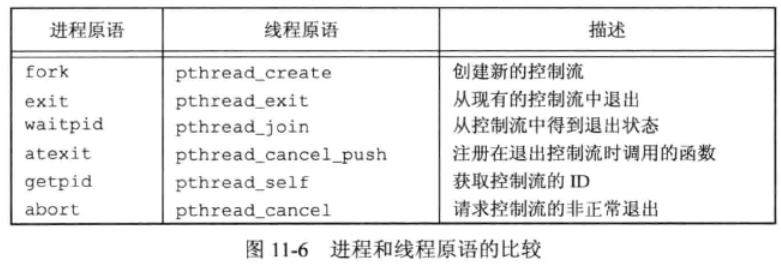 进程原语 线程原语 描述
fork pthread_create 创建新的控制流
exit pthread_exit 从现有的控制流中退出
waitpid pthread_join 从控制流中得到退出状态
atexit pthread_cancel_push 注册在退出控制流时调用的函数
getpid pthread_self 获取控制流的 ID
abort pthread_cancel 请求控制流的非正常退出
图 11-6 进程和线程原语的比较